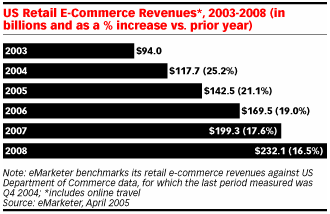 US Retail E-Commerce Revenues*, 2003-2008 (in
billions and as a % increase vs. prior year)
2003 $94.0
2004 $117.7 (25.2%)
2005 $142.5 (21.1%)
2006 $169.5 (19.0%)
2007 $199.3 (17.6%)
2008 $232.1 (16.5%)
Note: eMarketer benchmarks its retail e-commerce revenues against US
Department of Commerce data, for which the last period measured was
Q4 2004; *includes online travel
Source: eMarketer, April 2005